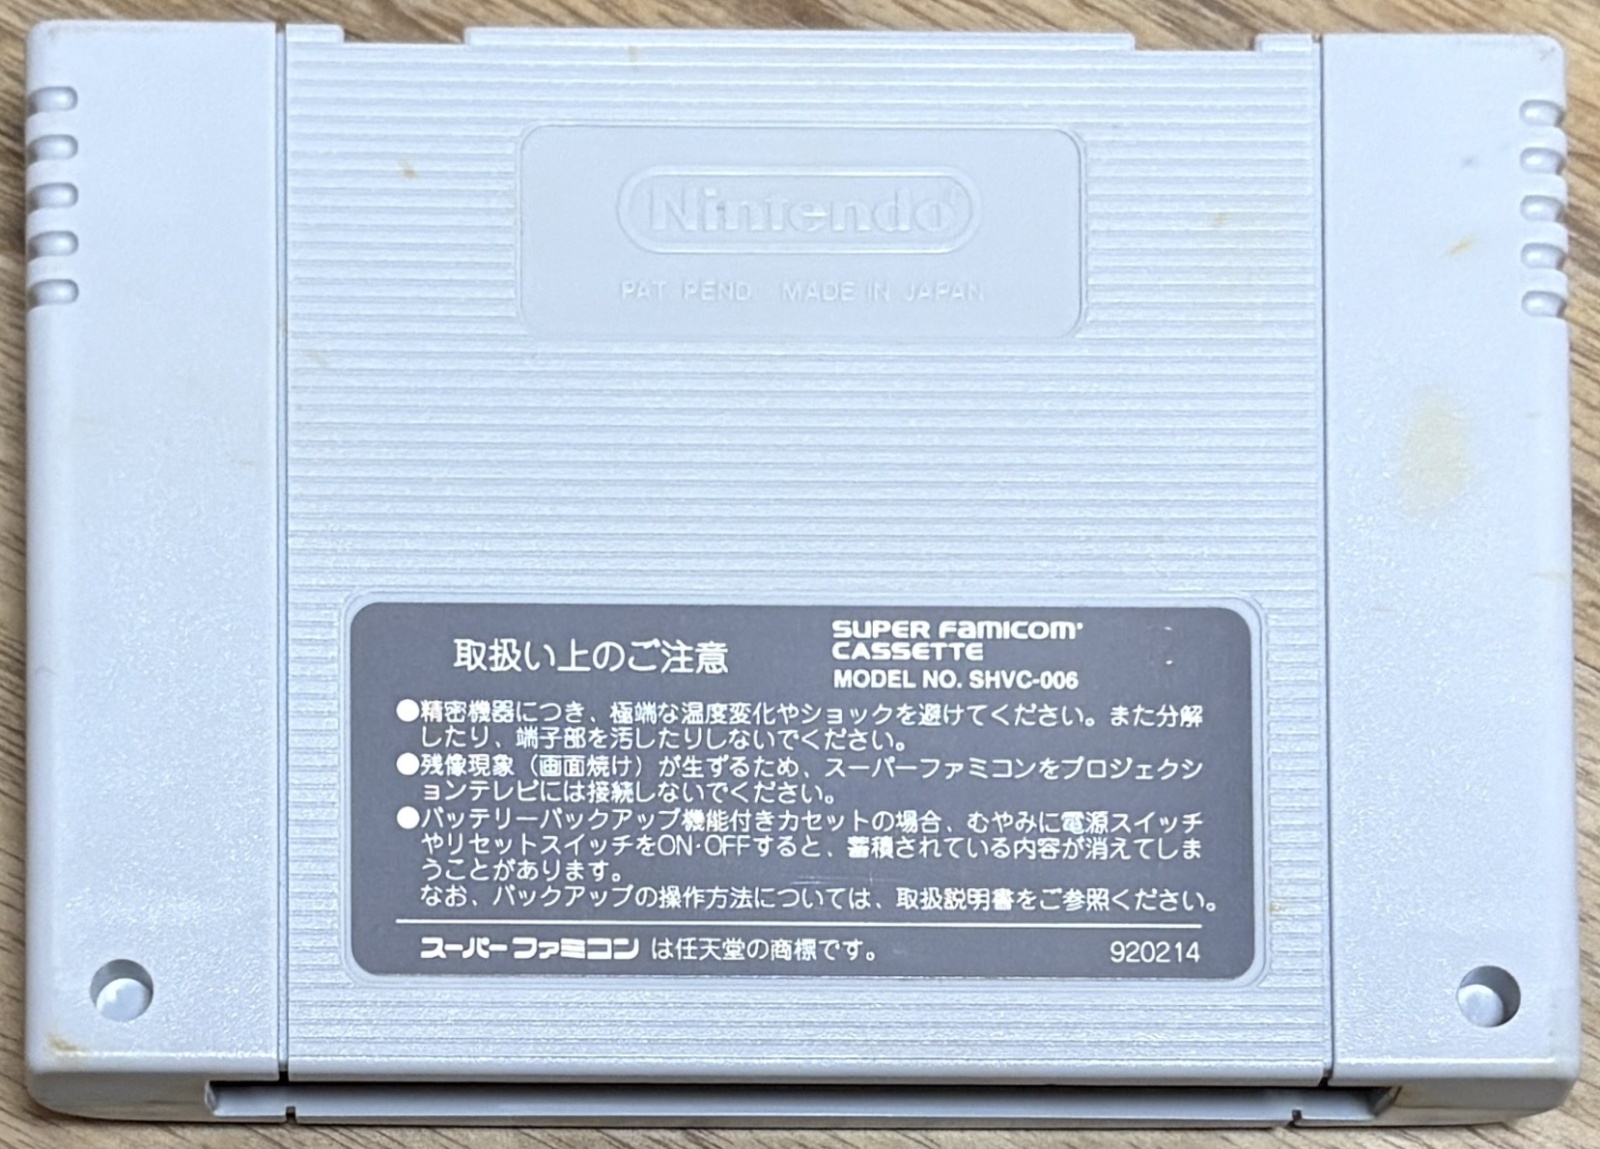 Nintendo
PAT. PEND. MADE IN JAPAN
取扱い上のご注意
SUPER FAMICOM
CASSETTE
MODEL NO. SHVC-006
●精密機器につき、極端な温度変化やショックを避けてください。また分解
したり、端子部を汚したりしないでください。
●残像現象（画面焼け）が生ずるため、スーパーファミコンをプロジェクシ
ョンテレビには接続しないでください。
●バッテリーバックアップ機能付きカセットの場合、むやみに電源スイッチ
やリセットスイッチをON·OFFすると、蓄積されている内容が消えてしま
うことがあります。
なお、バックアップの操作方法については、取扱説明書をご参照ください。
スーパーファミコン は任天堂の商標です。
920214